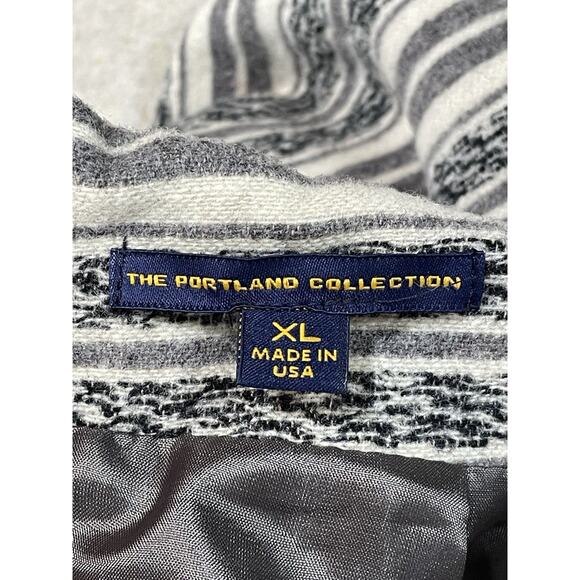 THE PORTLAND COLLECTION
XL
MADE IN
USA